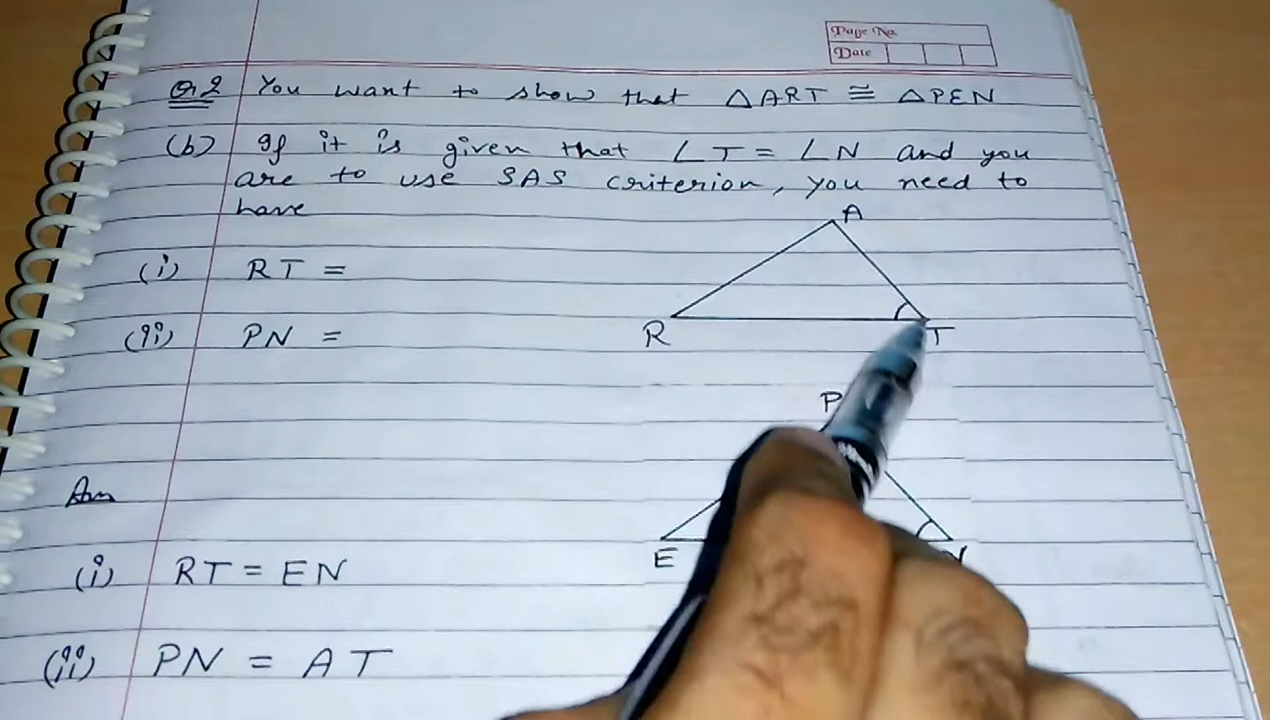 Page No.
Date
Q2 You want to show that △ART ≅ △PEN
(b) If it is given that ∠T = ∠N and you
are to use SAS criterion, you need to
have
A
(i) RT =
R
T
(ii) PN =
P
Ans
E
N
(i) RT = EN
(ii) PN = AT